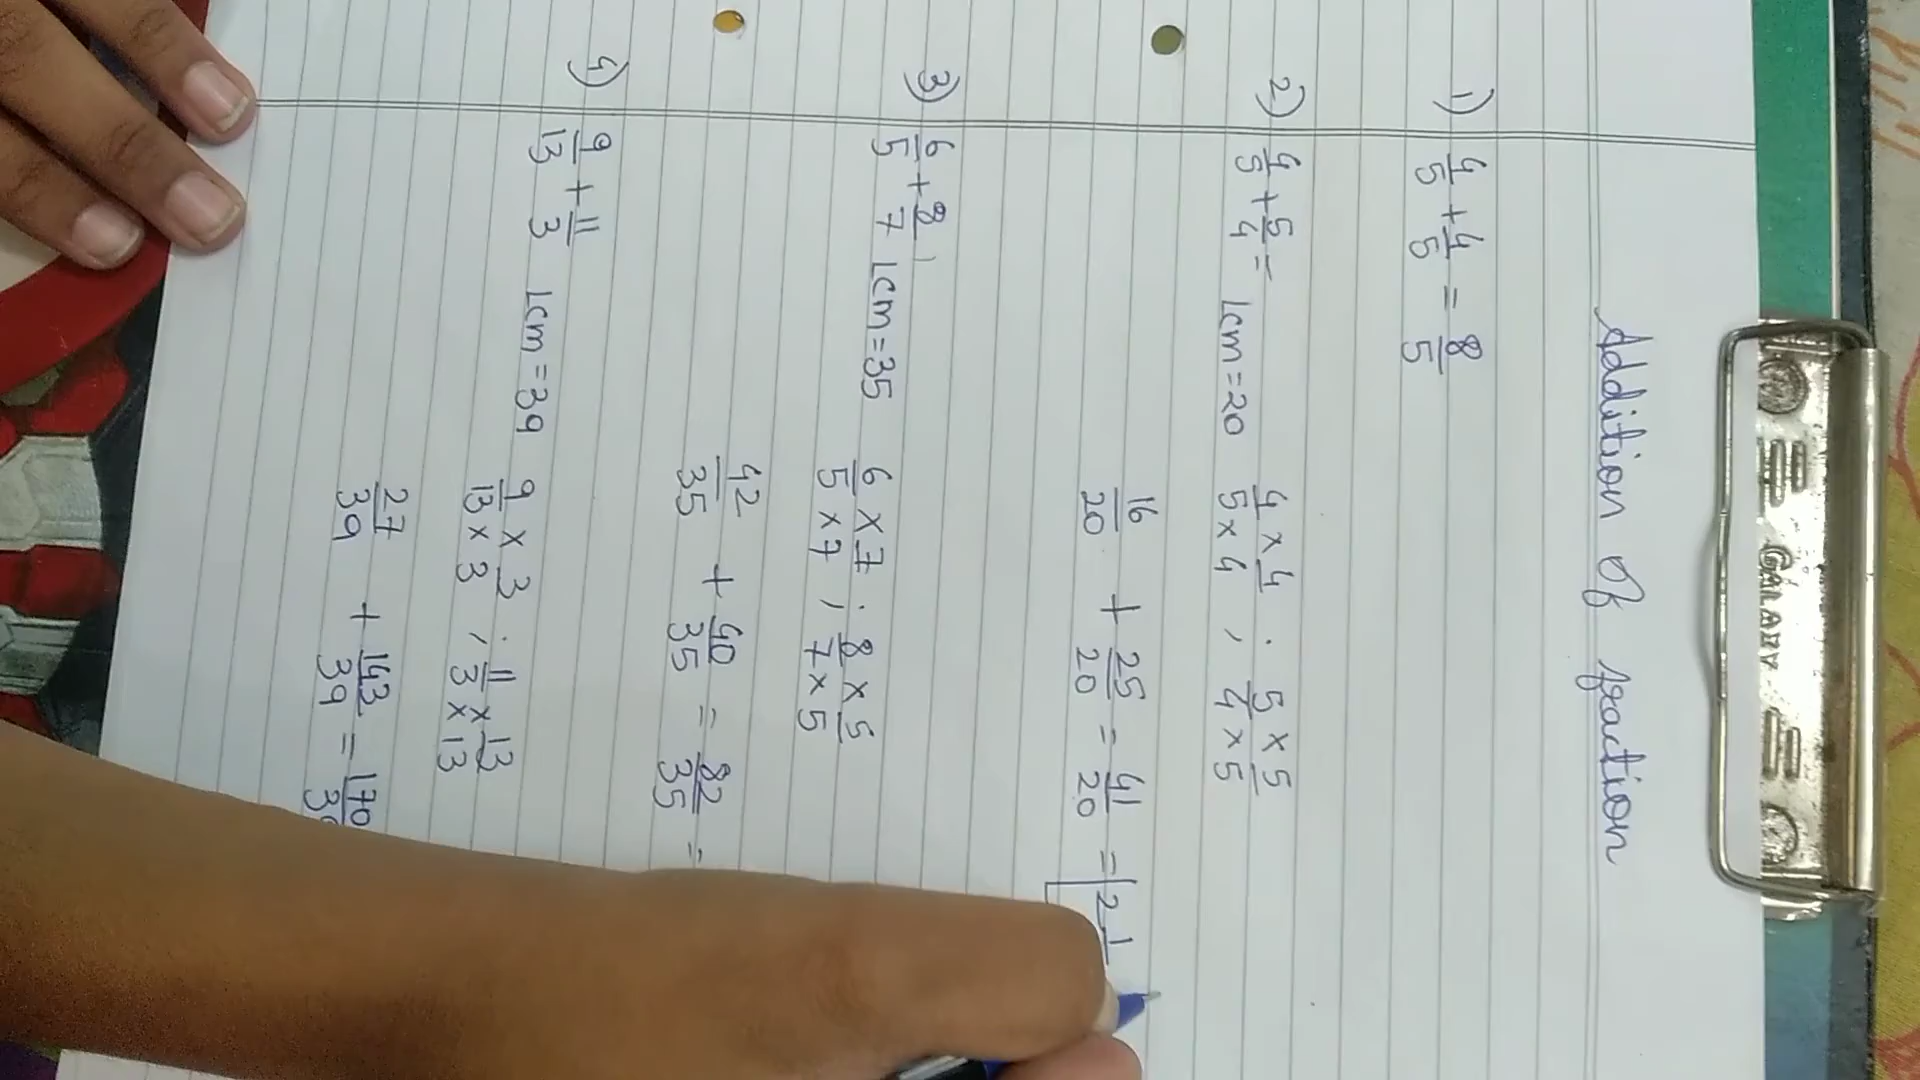 Addition of fraction
1) 4/5 + 4/5 = 8/5
2) 4/5 + 5/4 = Lcm = 20 4 × 4 / 5 × 4 ; 5 × 5 / 4 × 5
16/20 + 25/20 = 41/20 = 2 1
3) 6/5 + 8/7 Lcm = 35 6 × 7 / 5 × 7 ; 8 × 5 / 7 × 5
42/35 + 40/35 = 82/35 =
4) 9/13 + 11/3 Lcm = 39 9 × 3 / 13 × 3 ; 11 × 13 / 3 × 13
27/39 + 143/39 = 170/3
GALAXY